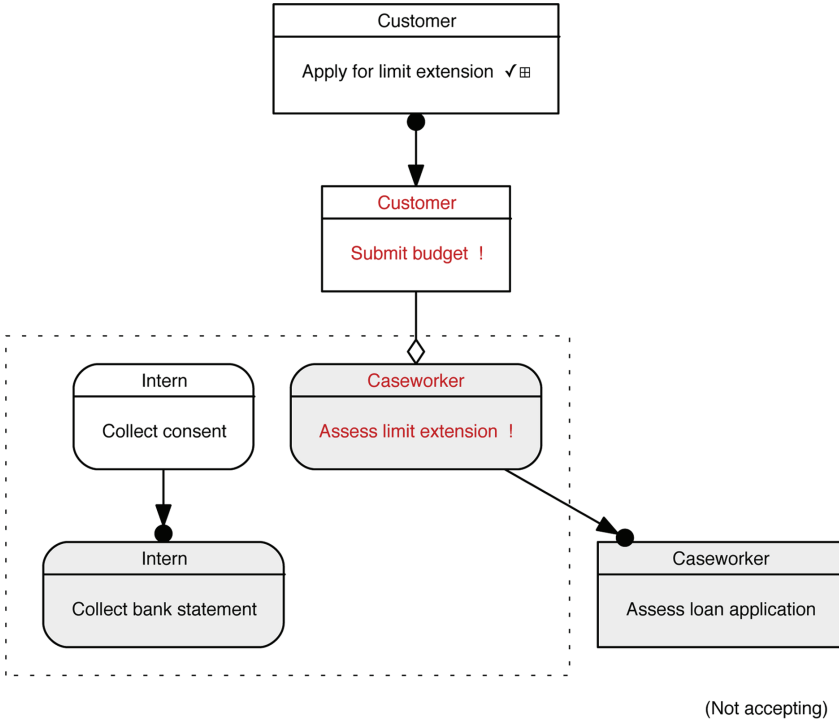 Customer
Apply for limit extension ✓⊞
Customer
Submit budget !
Intern
Collect consent
Caseworker
Assess limit extension !
Intern
Collect bank statement
Caseworker
Assess loan application
(Not accepting)